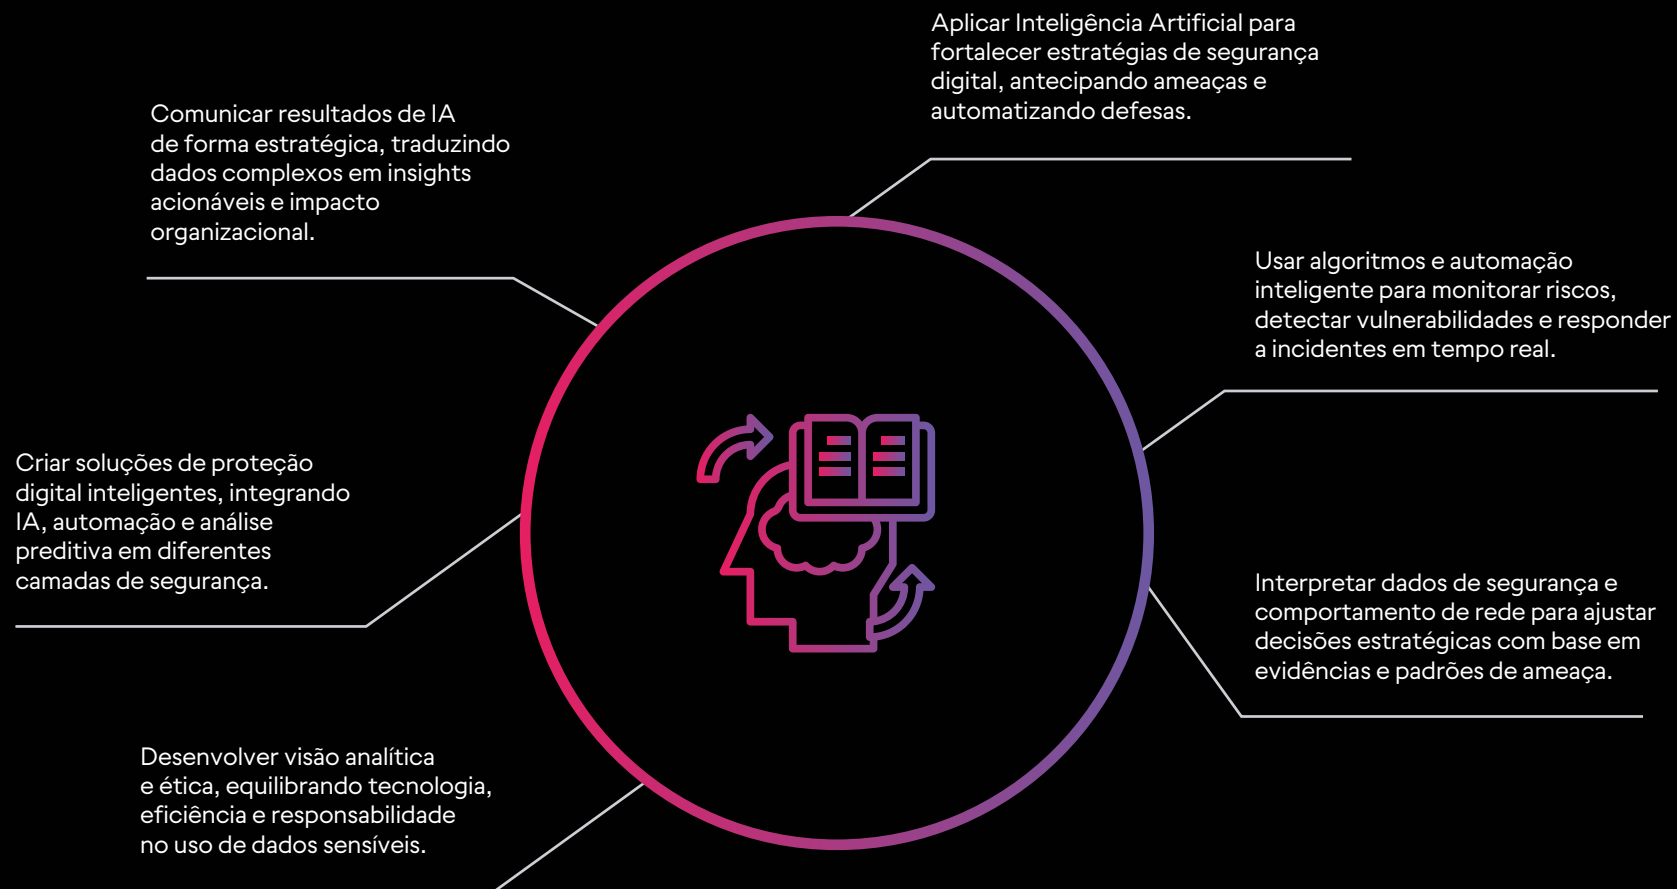 Aplicar Inteligência Artificial para
fortalecer estratégias de segurança
digital, antecipando ameaças e
automatizando defesas.
Comunicar resultados de IA
de forma estratégica, traduzindo
dados complexos em insights
acionáveis e impacto
organizacional.
Usar algoritmos e automação
inteligente para monitorar riscos,
detectar vulnerabilidades e responder
a incidentes em tempo real.
Criar soluções de proteção
digital inteligentes, integrando
IA, automação e análise
preditiva em diferentes
camadas de segurança.
Interpretar dados de segurança e
comportamento de rede para ajustar
decisões estratégicas com base em
evidências e padrões de ameaça.
Desenvolver visão analítica
e ética, equilibrando tecnologia,
eficiência e responsabilidade
no uso de dados sensíveis.